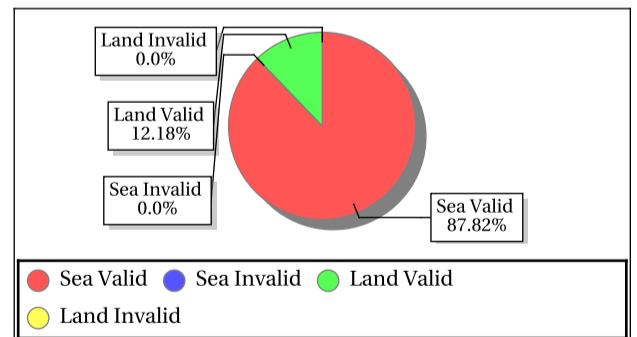 Land Invalid
0.0%
Land Valid
12.18%
Sea Invalid
0.0%
Sea Valid
87.82%
Sea Valid Sea Invalid Land Valid
Land Invalid